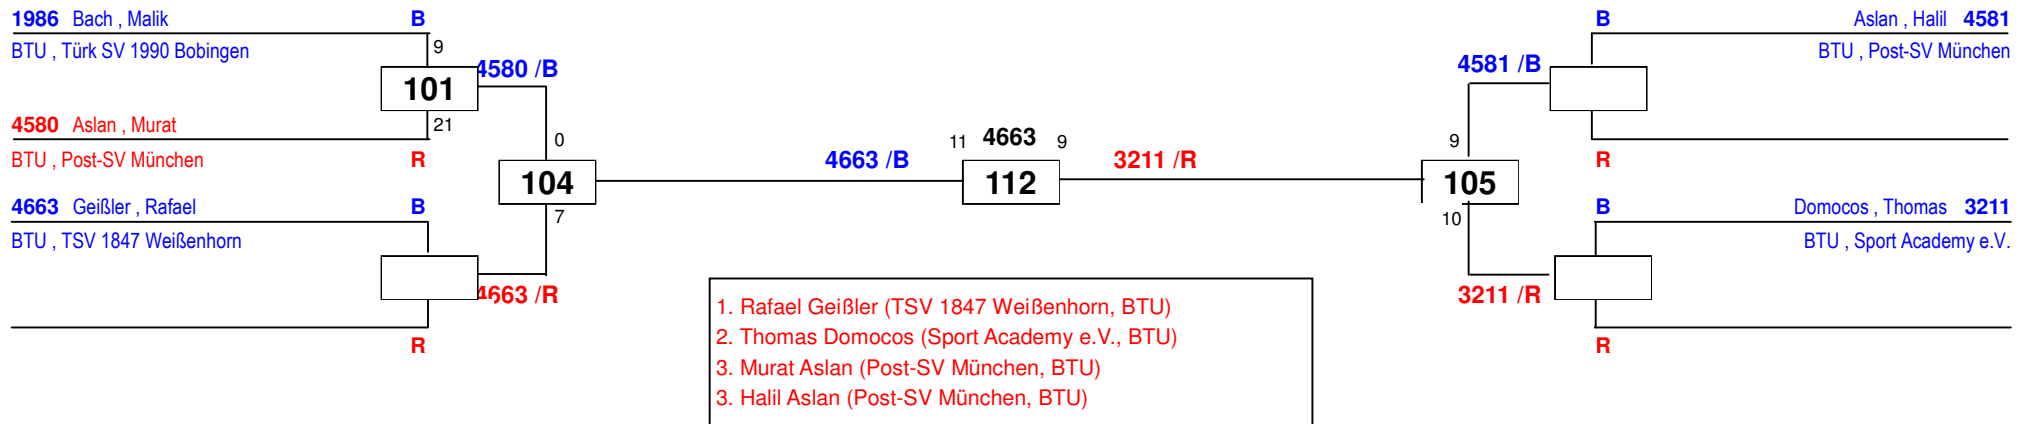 1986 Bach , Malik B
BTU , Türk SV 1990 Bobingen
9
4580 /B
101
4580 Aslan , Murat
21
BTU , Post-SV München R
0
104
7
4663 Geißler , Rafael B
BTU , TSV 1847 Weißenhorn
4663 /R
R
4663 /B
11 4663 9
112
3211 /R
B Aslan , Halil 4581
BTU , Post-SV München
4581 /B
R
9
105
10
B Domocos , Thomas 3211
BTU , Sport Academy e.V.
3211 /R
R
1. Rafael Geißler (TSV 1847 Weißenhorn, BTU)
2. Thomas Domocos (Sport Academy e.V., BTU)
3. Murat Aslan (Post-SV München, BTU)
3. Halil Aslan (Post-SV München, BTU)